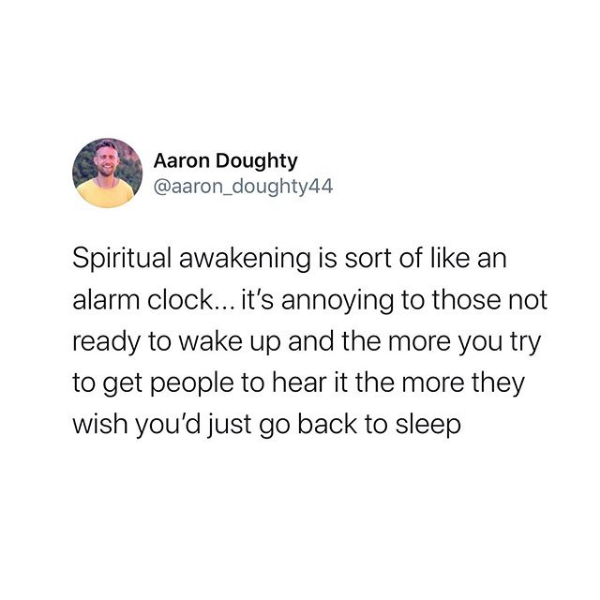 Aaron Doughty
@aaron_doughty44
Spiritual awakening is sort of like an
alarm clock... it's annoying to those not
ready to wake up and the more you try
to get people to hear it the more they
wish you'd just go back to sleep